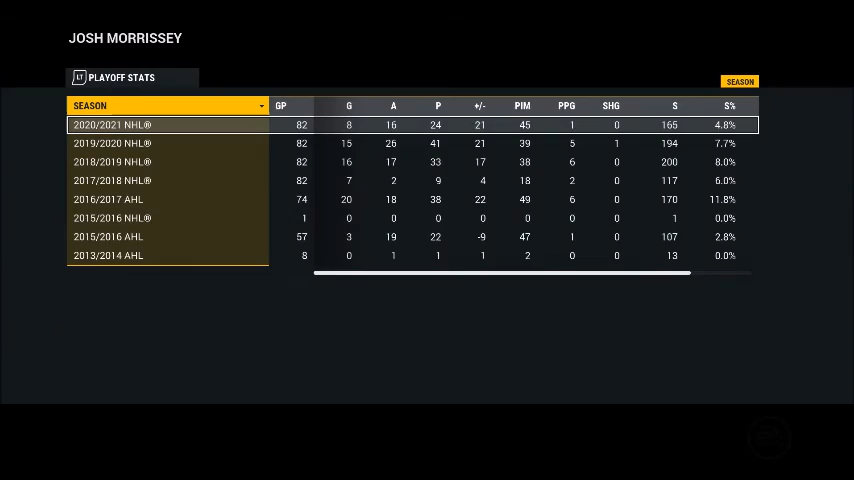 JOSH MORRISSEY
LT PLAYOFF STATS
SEASON
SEASON GP G A P +/- PIM PPG SHG S S%
2020/2021 NHL® 82 8 16 24 21 45 1 0 165 4.8%
2019/2020 NHL® 82 15 26 41 21 39 5 1 194 7.7%
2018/2019 NHL® 82 16 17 33 17 38 6 0 200 8.0%
2017/2018 NHL® 82 7 2 9 4 18 2 0 117 6.0%
2016/2017 AHL 74 20 18 38 22 49 6 0 170 11.8%
2015/2016 NHL® 1 0 0 0 0 0 0 0 1 0.0%
2015/2016 AHL 57 3 19 22 -9 47 1 0 107 2.8%
2013/2014 AHL 8 0 1 1 1 2 0 0 13 0.0%